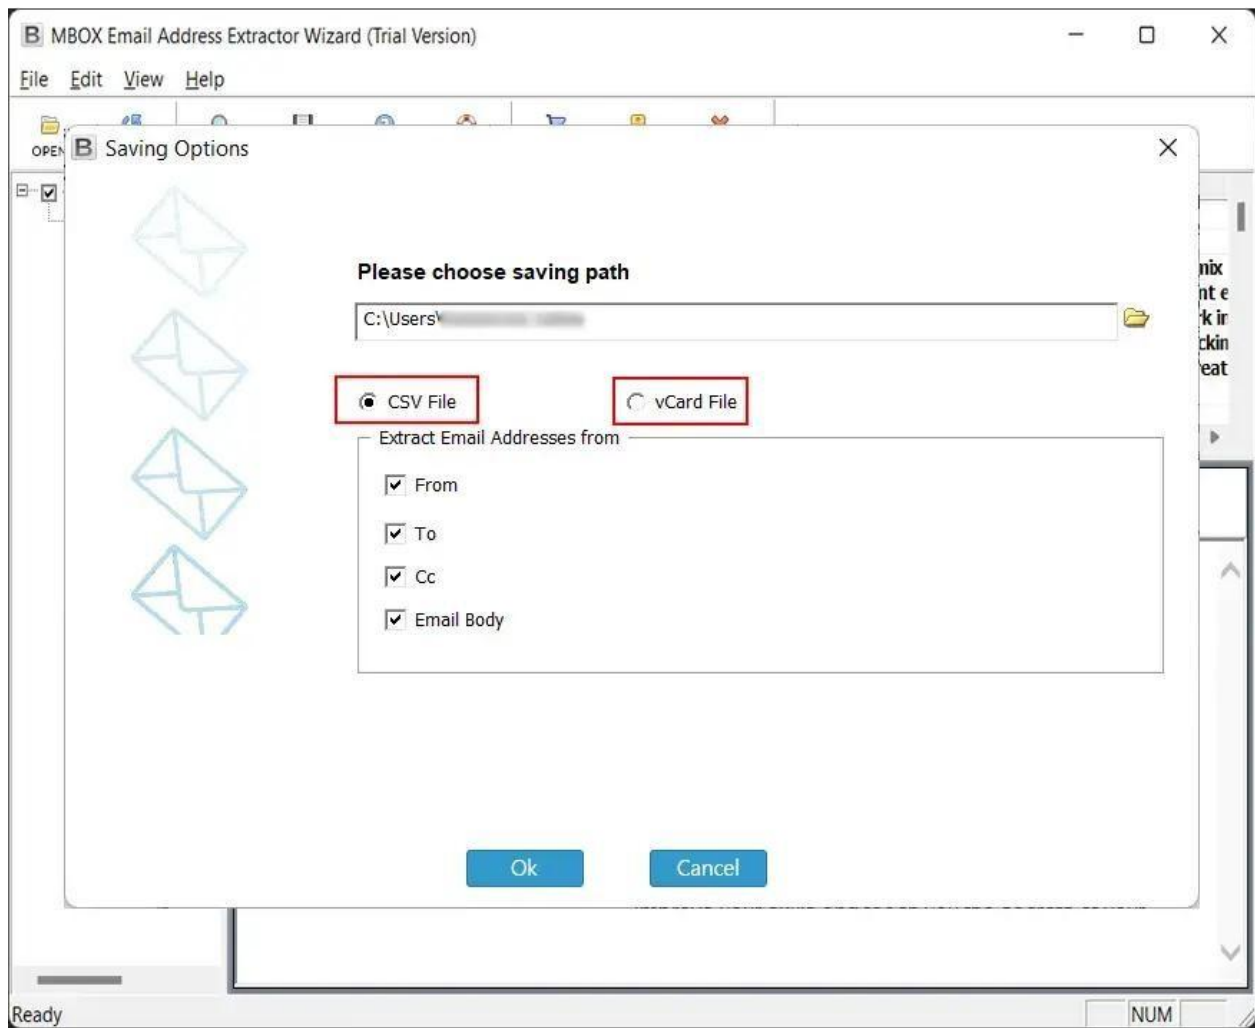 B MBOX Email Address Extractor Wizard (Trial Version)
File Edit View Help
OPEN
B Saving Options
Please choose saving path
C:\Users\
CSV File
vCard File
Extract Email Addresses from
From
To
Cc
Email Body
Ok
Cancel
Ready
NUM